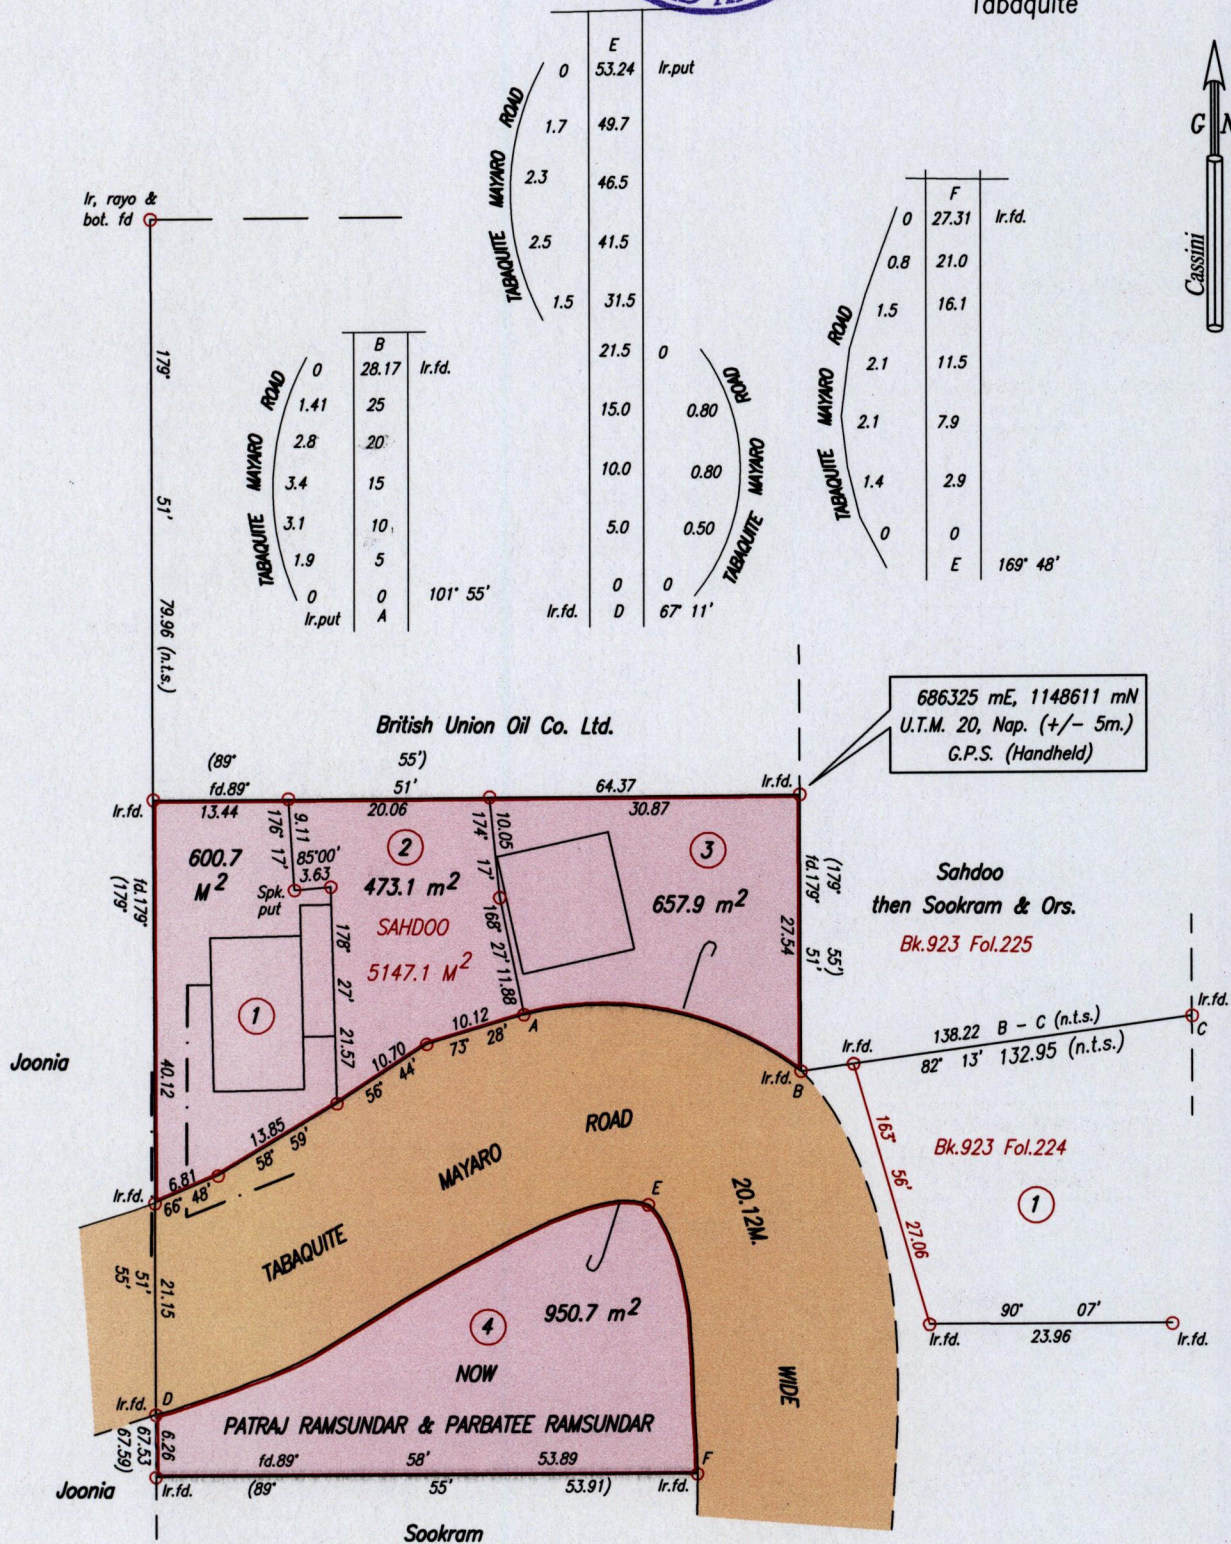 Tabaquite
E
0 53.24 Ir.put
1.7 49.7
2.3 46.5
2.5 41.5
1.5 31.5
21.5 0
15.0 0.80
10.0 0.80
5.0 0.50
0 0
Ir.fd. D 67° 11'
TABAQUITE MAYARO ROAD
TABAQUITE MAYARO ROAD
G N
Cassini
F
0 27.31 Ir.fd.
0.8 21.0
1.5 16.1
2.1 11.5
2.1 7.9
1.4 2.9
0 0
E 169° 48'
TABAQUITE MAYARO ROAD
Ir, rayo &
bot. fd
179° 51' 79.96 (n.t.s.)
B
0 28.17 Ir.fd.
1.41 25
2.8 20
3.4 15
3.1 10
1.9 5
0 0 101° 55'
Ir.put A
TABAQUITE MAYARO ROAD
686325 mE, 1148611 mN
U.T.M. 20, Nap. (+/- 5m.)
G.P.S. (Handheld)
British Union Oil Co. Ltd.
(89° 55')
fd.89° 51' 64.37 Ir.fd.
Ir.fd. 13.44 20.06 30.87
176° 17' 9.11
85°00'
3.63
Spk.
put
600.7
M²
2
473.1 m²
SAHDOO
5147.1 M²
174° 17' 10.05
168° 27' 11.88
3
657.9 m²
(179° 55')
fd.179° 51'
27.54
Sahdoo
then Sookram & Ors.
Bk.923 Fol.225
178° 27' 21.57
1
Joonia
fd.179° 51'
(179° 55'
40.12
10.12
73° 28'
A
10.70
56° 44'
13.85
58° 59'
6.81
66° 48'
Ir.fd.
Ir.fd.
B
Ir.fd.
138.22 B - C (n.t.s.)
82° 13' 132.95 (n.t.s.)
Ir.fd.
C
163° 56' 27.06
Bk.923 Fol.224
1
90° 07'
23.96
Ir.fd.
Ir.fd.
TABAQUITE MAYARO ROAD
20.12M. WIDE
21.15
E
4
950.7 m²
NOW
PATRAJ RAMSUNDAR & PARBATEE RAMSUNDAR
Ir.fd. D
6.26
67.53
67.59)
fd.89° 58' 53.89 F
Ir.fd. (89° 55' 53.91) Ir.fd.
Joonia
Sookram